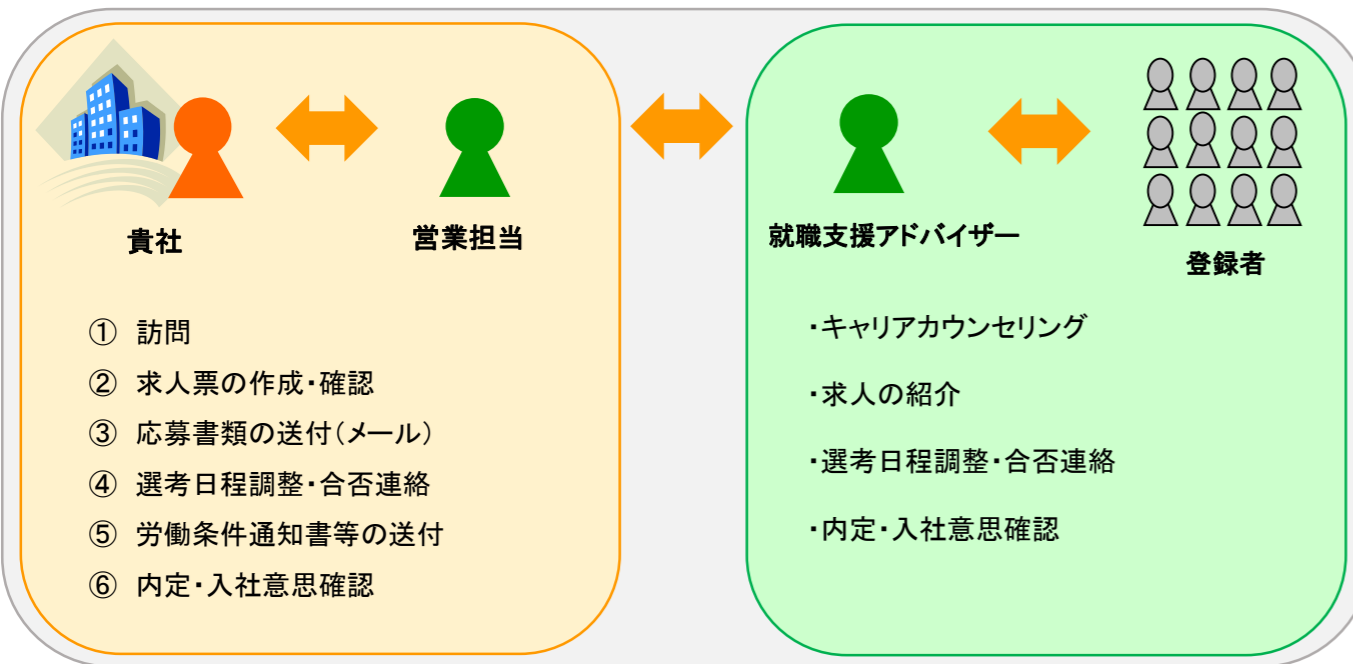 貴社
営業担当
① 訪問
② 求人票の作成・確認
③ 応募書類の送付（メール）
④ 選考日程調整・合否連絡
⑤ 労働条件通知書等の送付
⑥ 内定・入社意思確認
就職支援アドバイザー
登録者
・キャリアカウンセリング
・求人の紹介
・選考日程調整・合否連絡
・内定・入社意思確認